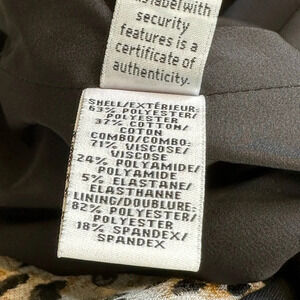 label with
security
features is a
certificate of
authenticity.
SHELL/EXTÉRIEUR:
63% POLYESTER/
POLYESTER
37% COTTON/
COTON
COMBO/COMBO:
71% VISCOSE/
VISCOSE
24% POLYAMIDE/
POLYAMIDE
5% ELASTANE/
ELASTHANNE
LINING/DOUBLURE:
82% POLYESTER/
POLYESTER
18% SPANDEX/
SPANDEX